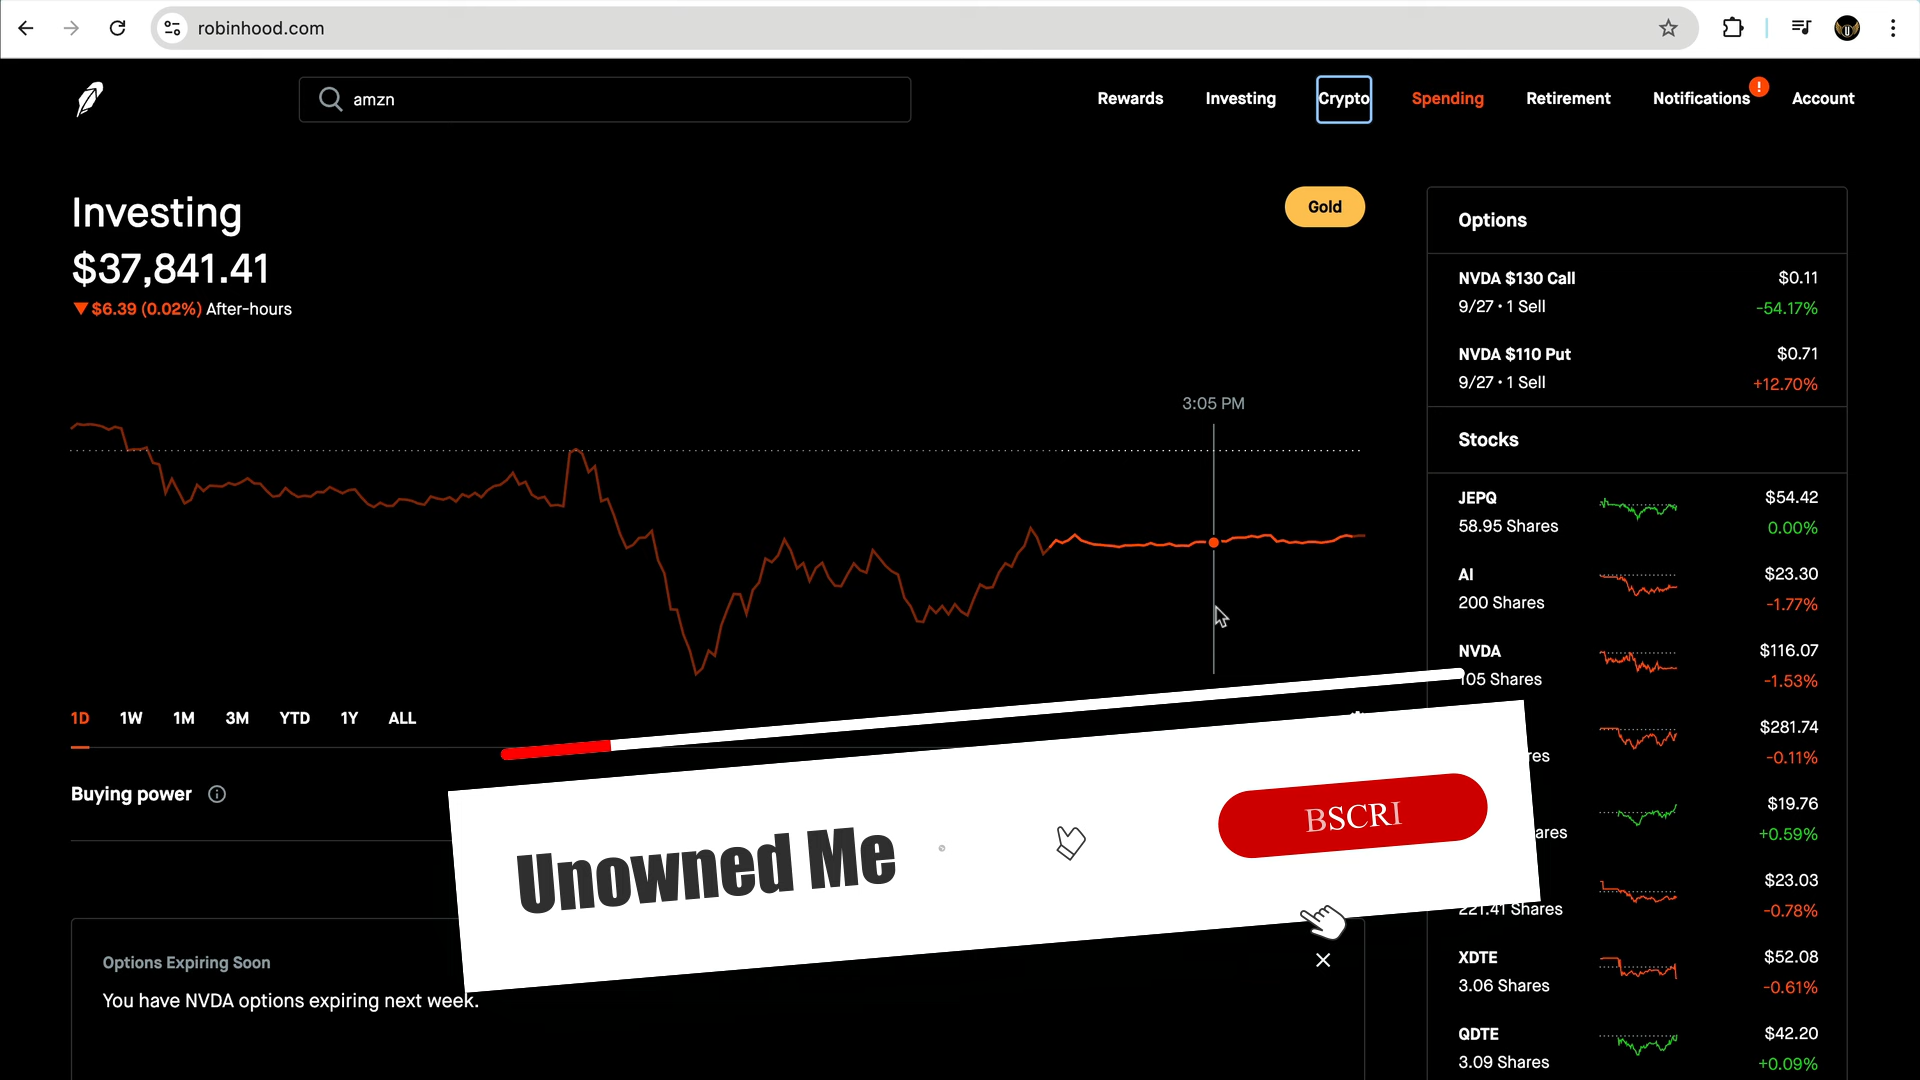 robinhood.com
amzn
Rewards
Investing
Crypto
Spending
Retirement
Notifications
!
Account
Investing
$37,841.41
$6.39 (0.02%) After-hours
Gold
3:05 PM
1D
1W
1M
3M
YTD
1Y
ALL
Buying power
Options Expiring Soon
You have NVDA options expiring next week.
Unowned Me
BSCRI
Options
NVDA $130 Call
$0.11
9/27 • 1 Sell
-54.17%
NVDA $110 Put
$0.71
9/27 • 1 Sell
+12.70%
Stocks
JEPQ
$54.42
58.95 Shares
0.00%
AI
$23.30
200 Shares
-1.77%
NVDA
$116.07
105 Shares
-1.53%
$281.74
res
-0.11%
$19.76
ares
+0.59%
$23.03
221.41 Shares
-0.78%
XDTE
$52.08
3.06 Shares
-0.61%
QDTE
$42.20
3.09 Shares
+0.09%